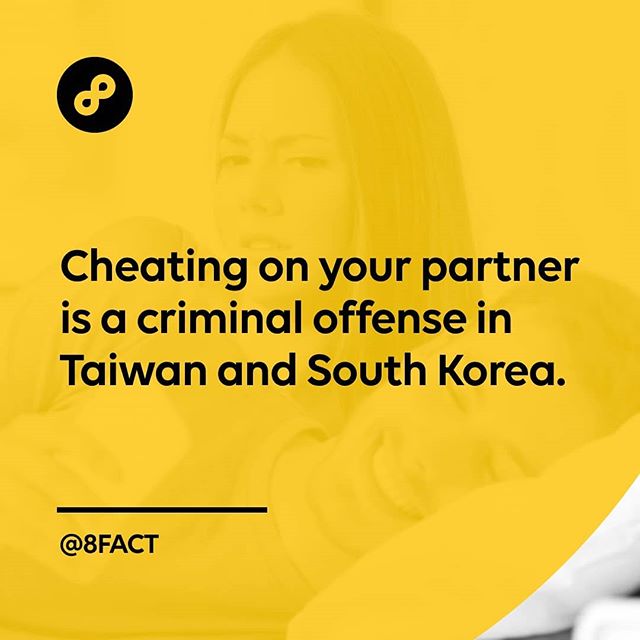 Cheating on your partner
is a criminal offense in
Taiwan and South Korea.
@8FACT